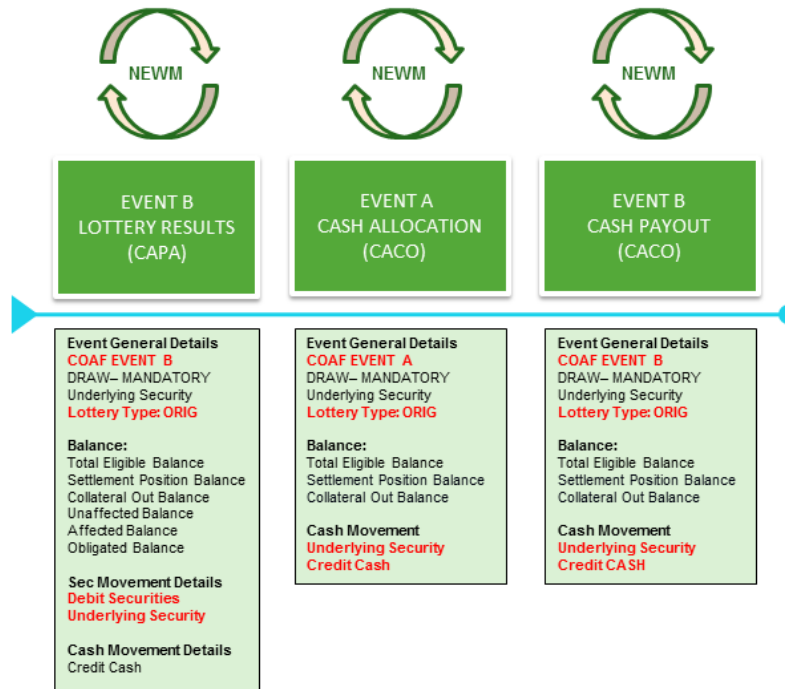 NEWM
NEWM
NEWM
EVENT B
LOTTERY RESULTS
(CAPA)
EVENT A
CASH ALLOCATION
(CACO)
EVENT B
CASH PAYOUT
(CACO)
Event General Details
COAF EVENT B
DRAW– MANDATORY
Underlying Security
Lottery Type: ORIG
Balance:
Total Eligible Balance
Settlement Position Balance
Collateral Out Balance
Unaffected Balance
Affected Balance
Obligated Balance
Sec Movement Details
Debit Securities
Underlying Security
Cash Movement Details
Credit Cash
Event General Details
COAF EVENT A
DRAW– MANDATORY
Underlying Security
Lottery Type: ORIG
Balance:
Total Eligible Balance
Settlement Position Balance
Collateral Out Balance
Cash Movement
Underlying Security
Credit Cash
Event General Details
COAF EVENT B
DRAW– MANDATORY
Underlying Security
Lottery Type: ORIG
Balance:
Total Eligible Balance
Settlement Position Balance
Collateral Out Balance
Cash Movement
Underlying Security
Credit CASH